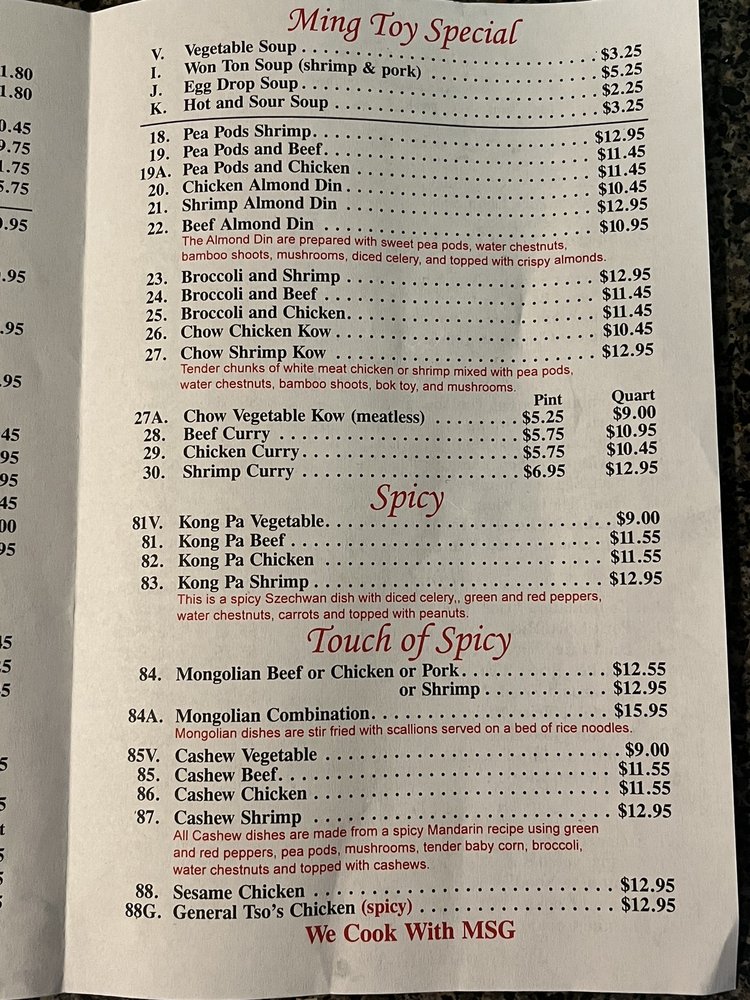 Ming Toy Special
V. Vegetable Soup . . . . . . . . . . . . . . . . . . . . . . . . . . . . . . $3.25
I. Won Ton Soup (shrimp & pork) . . . . . . . . . . . . . . . . . $5.25
J. Egg Drop Soup . . . . . . . . . . . . . . . . . . . . . . . . . . . . . . $2.25
K. Hot and Sour Soup . . . . . . . . . . . . . . . . . . . . . . . . . . . $3.25
18. Pea Pods Shrimp. . . . . . . . . . . . . . . . . . . . . . . . . . . . $12.95
19. Pea Pods and Beef. . . . . . . . . . . . . . . . . . . . . . . . . . . $11.45
19A. Pea Pods and Chicken . . . . . . . . . . . . . . . . . . . . . . . $11.45
20. Chicken Almond Din . . . . . . . . . . . . . . . . . . . . . . . . . $10.45
21. Shrimp Almond Din . . . . . . . . . . . . . . . . . . . . . . . . . $12.95
22. Beef Almond Din . . . . . . . . . . . . . . . . . . . . . . . . . . . $10.95
The Almond Din are prepared with sweet pea pods, water chestnuts,
bamboo shoots, mushrooms, diced celery, and topped with crispy almonds.
23. Broccoli and Shrimp . . . . . . . . . . . . . . . . . . . . . . . . . $12.95
24. Broccoli and Beef . . . . . . . . . . . . . . . . . . . . . . . . . . . $11.45
25. Broccoli and Chicken. . . . . . . . . . . . . . . . . . . . . . . . . $11.45
26. Chow Chicken Kow . . . . . . . . . . . . . . . . . . . . . . . . . . $10.45
27. Chow Shrimp Kow . . . . . . . . . . . . . . . . . . . . . . . . . . $12.95
Tender chunks of white meat chicken or shrimp mixed with pea pods,
water chestnuts, bamboo shoots, bok toy, and mushrooms.
Pint Quart
27A. Chow Vegetable Kow (meatless) . . . . . . . . . $5.25 $9.00
28. Beef Curry . . . . . . . . . . . . . . . . . . . . . . . . $5.75 $10.95
29. Chicken Curry. . . . . . . . . . . . . . . . . . . . . . $5.75 $10.45
30. Shrimp Curry . . . . . . . . . . . . . . . . . . . . . . $6.95 $12.95
Spicy
81V. Kong Pa Vegetable. . . . . . . . . . . . . . . . . . . . . . . . . . . . . $9.00
81. Kong Pa Beef . . . . . . . . . . . . . . . . . . . . . . . . . . . . . . . . $11.55
82. Kong Pa Chicken . . . . . . . . . . . . . . . . . . . . . . . . . . . . . $11.55
83. Kong Pa Shrimp . . . . . . . . . . . . . . . . . . . . . . . . . . . . . . $12.95
This is a spicy Szechwan dish with diced celery,, green and red peppers,
water chestnuts, carrots and topped with peanuts.
Touch of Spicy
84. Mongolian Beef or Chicken or Pork. . . . . . . . . . . . . . . $12.55
or Shrimp . . . . . . . . . . . . . $12.95
84A. Mongolian Combination. . . . . . . . . . . . . . . . . . . . . . . . $15.95
Mongolian dishes are stir fried with scallions served on a bed of rice noodles.
85V. Cashew Vegetable . . . . . . . . . . . . . . . . . . . . . . . . . . . . . . $9.00
85. Cashew Beef. . . . . . . . . . . . . . . . . . . . . . . . . . . . . . . . . . $11.55
86. Cashew Chicken . . . . . . . . . . . . . . . . . . . . . . . . . . . . . . . $11.55
87. Cashew Shrimp . . . . . . . . . . . . . . . . . . . . . . . . . . . . . . . $12.95
All Cashew dishes are made from a spicy Mandarin recipe using green
and red peppers, pea pods, mushrooms, tender baby corn, broccoli,
water chestnuts and topped with cashews.
88. Sesame Chicken . . . . . . . . . . . . . . . . . . . . . . . . . . . . . . . $12.95
88G. General Tso's Chicken (spicy) . . . . . . . . . . . . . . . . . . . . $12.95
We Cook With MSG